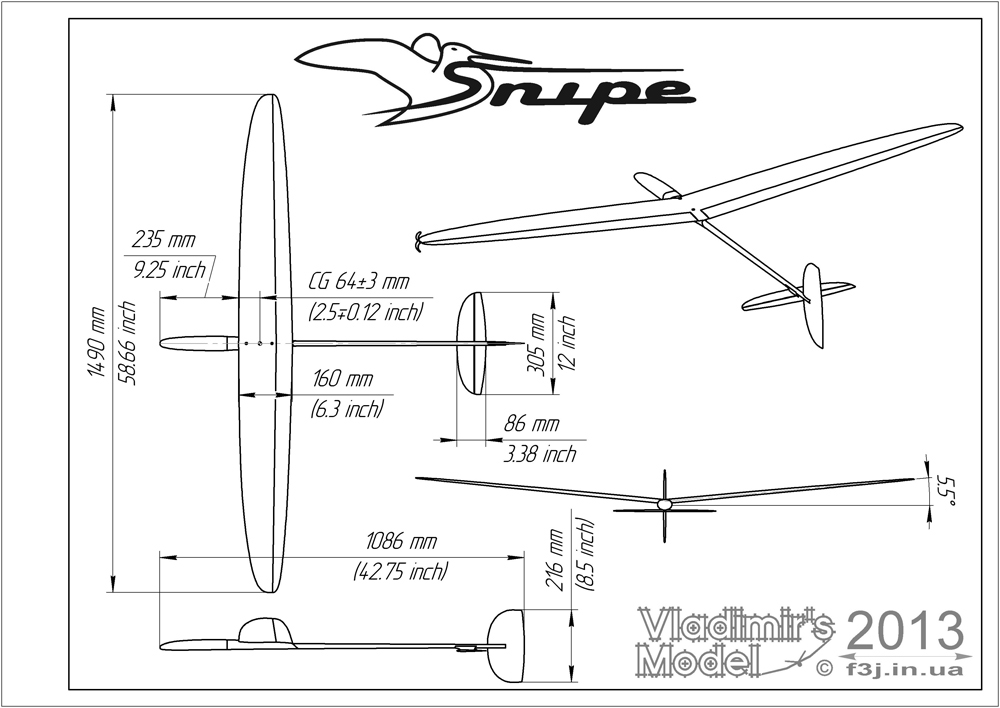 Snipe
235 mm
9.25 inch
CG 64±3 mm
(2.5∓0.12 inch)
1490 mm
58.66 inch
305 mm
12 inch
160 mm
(6.3 inch)
86 mm
3.38 inch
5.5°
1086 mm
(42.75 inch)
216 mm
(8.5 inch)
Vladimir's
Model
2013
© f3j.in.ua